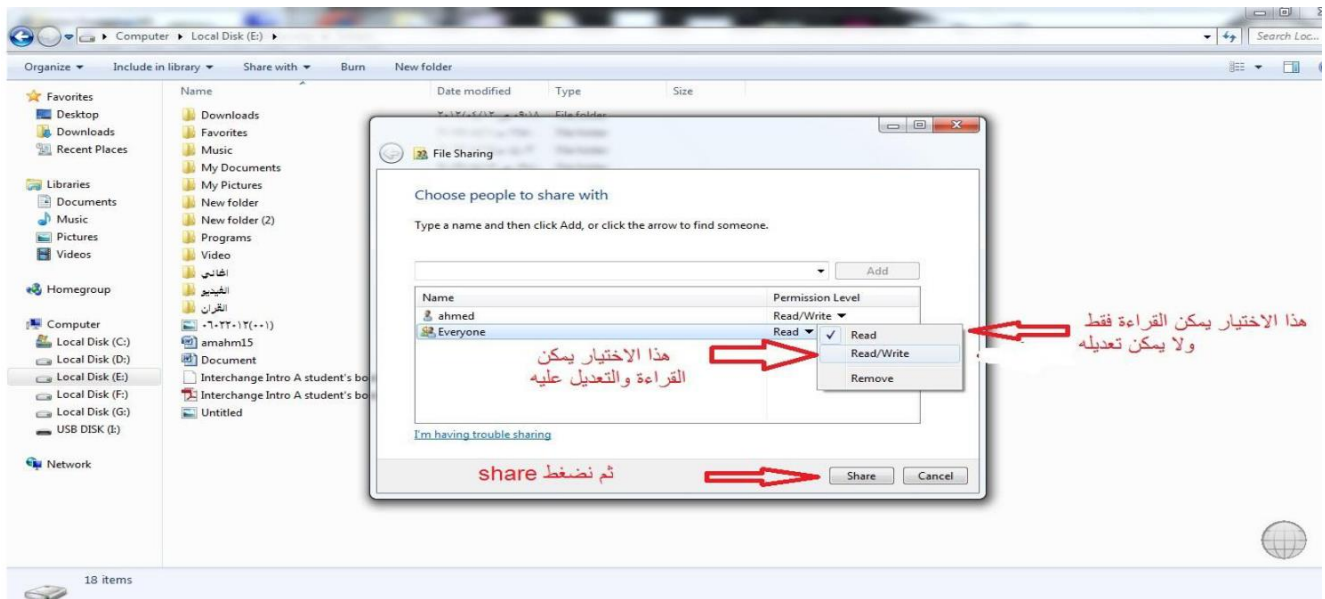 Computer ▸ Local Disk (E:) ▸
Search Loc...
Organize
Include in library
Share with
Burn
New folder
Favorites
Desktop
Downloads
Recent Places
Libraries
Documents
Music
Pictures
Videos
Homegroup
Computer
Local Disk (C:)
Local Disk (D:)
Local Disk (E:)
Local Disk (F:)
Local Disk (G:)
USB DISK (I:)
Network
Name
Date modified
Type
Size
Downloads
File folder
Favorites
Music
My Documents
My Pictures
New folder
New folder (2)
Programs
Video
اغاني
الفيديو
القران
٠٦٠٢٢٠١٢(٠٠١)
amahm15
Document
Interchange Intro A student's bo
Interchange Intro A student's bo
Untitled
File Sharing
Choose people to share with
Type a name and then click Add, or click the arrow to find someone.
Add
Name
Permission Level
ahmed
Read/Write
Everyone
Read
Read
Read/Write
Remove
هذا الاختيار يمكن
القراءة والتعديل عليه
هذا الاختيار يمكن القراءة فقط
ولا يمكن تعديله
I'm having trouble sharing
ثم نضغط share
Share
Cancel
18 items